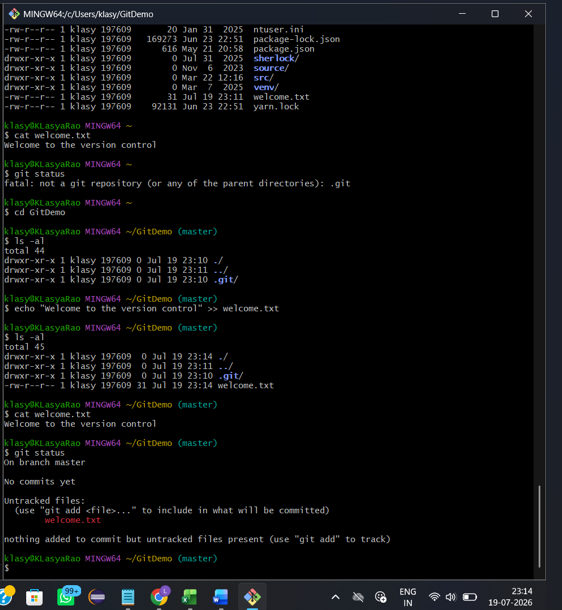 MINGW64:/c/Users/klasy/GitDemo
-rw-r--r-- 1 klasy 197609 20 Jan 31 2025 ntuser.ini
-rw-r--r-- 1 klasy 197609 169273 Jun 23 22:51 package-lock.json
-rw-r--r-- 1 klasy 197609 616 May 21 20:58 package.json
drwxr-xr-x 1 klasy 197609 0 Jul 31 2025 sherlock/
drwxr-xr-x 1 klasy 197609 0 Nov 6 2023 source/
drwxr-xr-x 1 klasy 197609 0 Mar 22 12:16 src/
drwxr-xr-x 1 klasy 197609 0 Mar 7 2025 venv/
-rw-r--r-- 1 klasy 197609 31 Jul 19 23:11 welcome.txt
-rw-r--r-- 1 klasy 197609 92131 Jun 23 22:51 yarn.lock
klasy@KLasyaRao MINGW64 ~
$ cat welcome.txt
Welcome to the version control
klasy@KLasyaRao MINGW64 ~
$ git status
fatal: not a git repository (or any of the parent directories): .git
klasy@KLasyaRao MINGW64 ~
$ cd GitDemo
klasy@KLasyaRao MINGW64 ~/GitDemo (master)
$ ls -al
total 44
drwxr-xr-x 1 klasy 197609 0 Jul 19 23:10 ./
drwxr-xr-x 1 klasy 197609 0 Jul 19 23:11 ../
drwxr-xr-x 1 klasy 197609 0 Jul 19 23:10 .git/
klasy@KLasyaRao MINGW64 ~/GitDemo (master)
$ echo "Welcome to the version control" >> welcome.txt
klasy@KLasyaRao MINGW64 ~/GitDemo (master)
$ ls -al
total 45
drwxr-xr-x 1 klasy 197609 0 Jul 19 23:14 ./
drwxr-xr-x 1 klasy 197609 0 Jul 19 23:11 ../
drwxr-xr-x 1 klasy 197609 0 Jul 19 23:10 .git/
-rw-r--r-- 1 klasy 197609 31 Jul 19 23:14 welcome.txt
klasy@KLasyaRao MINGW64 ~/GitDemo (master)
$ cat welcome.txt
Welcome to the version control
klasy@KLasyaRao MINGW64 ~/GitDemo (master)
$ git status
On branch master
No commits yet
Untracked files:
(use "git add <file>..." to include in what will be committed)
welcome.txt
nothing added to commit but untracked files present (use "git add" to track)
klasy@KLasyaRao MINGW64 ~/GitDemo (master)
$
99+
L
ENG
IN
23:14
19-07-2026